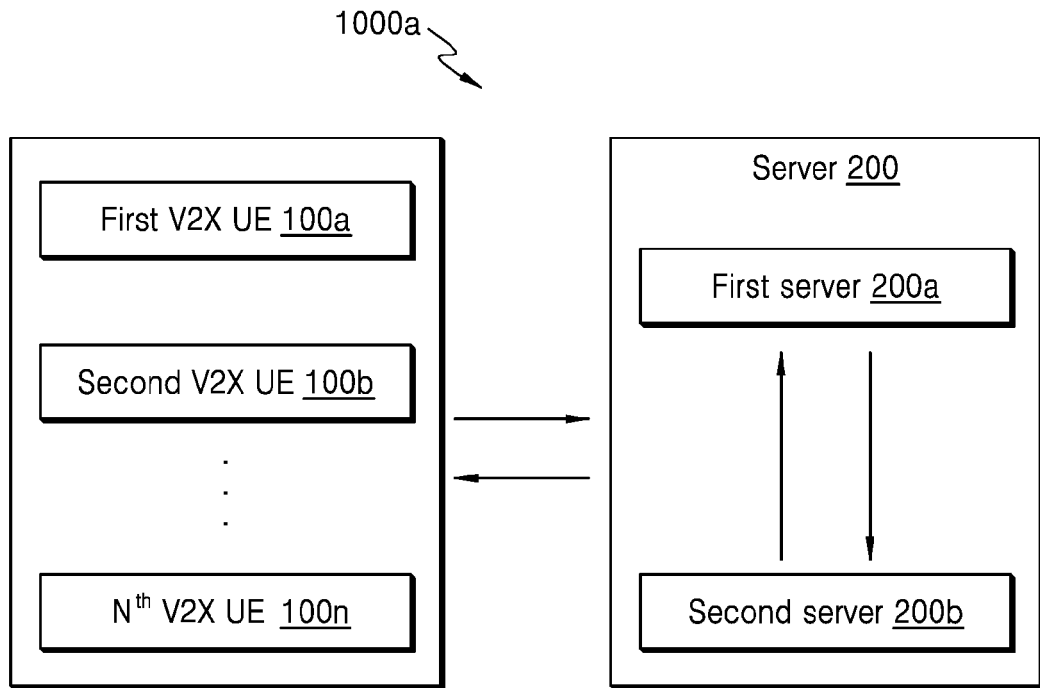 1000a
First V2X UE 100a
Second V2X UE 100b
Nth V2X UE 100n
Server 200
First server 200a
Second server 200b